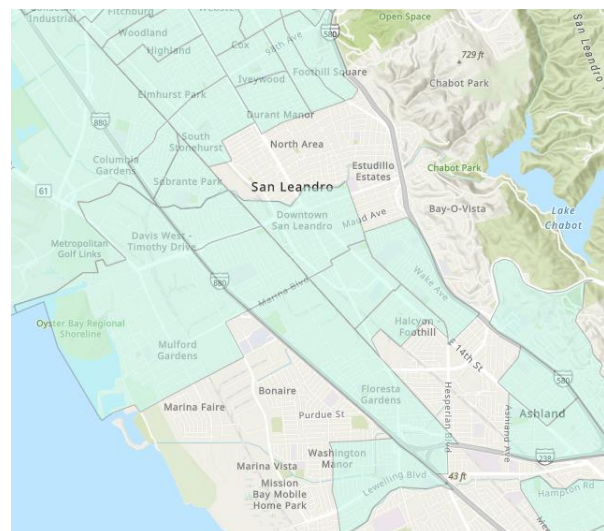 Industrial
Fitchburg
Woodland
Highland
Cox
98th Ave
580
Iveywood
Foothill Square
Elmhurst Park
Durant Manor
Open Space
729 ft
Chabot Park
San Leandro
880
South
Stonehurst
North Area
Columbia
Gardens
Sobrante Park
Estudillo
Estates
Chabot Park
61
San Leandro
Downtown
San Leandro
Maud Ave
Bay-O-Vista
Lake
Chabot
Davis West -
Timothy Drive
Metropolitan
Golf Links
880
Marina Blvd
Wake Ave
Oyster Bay Regional
Shoreline
Mulford
Gardens
Halcyon -
Foothill
E 14th St
Bonaire
Floresta
Gardens
Hesperian Blvd
580
Marina Faire
Purdue St
Ashland Ave
Ashland
Washington
Manor
238
Marina Vista
Mission
Bay Mobile
Home Park
Lewelling Blvd
43 ft
Hampton Rd